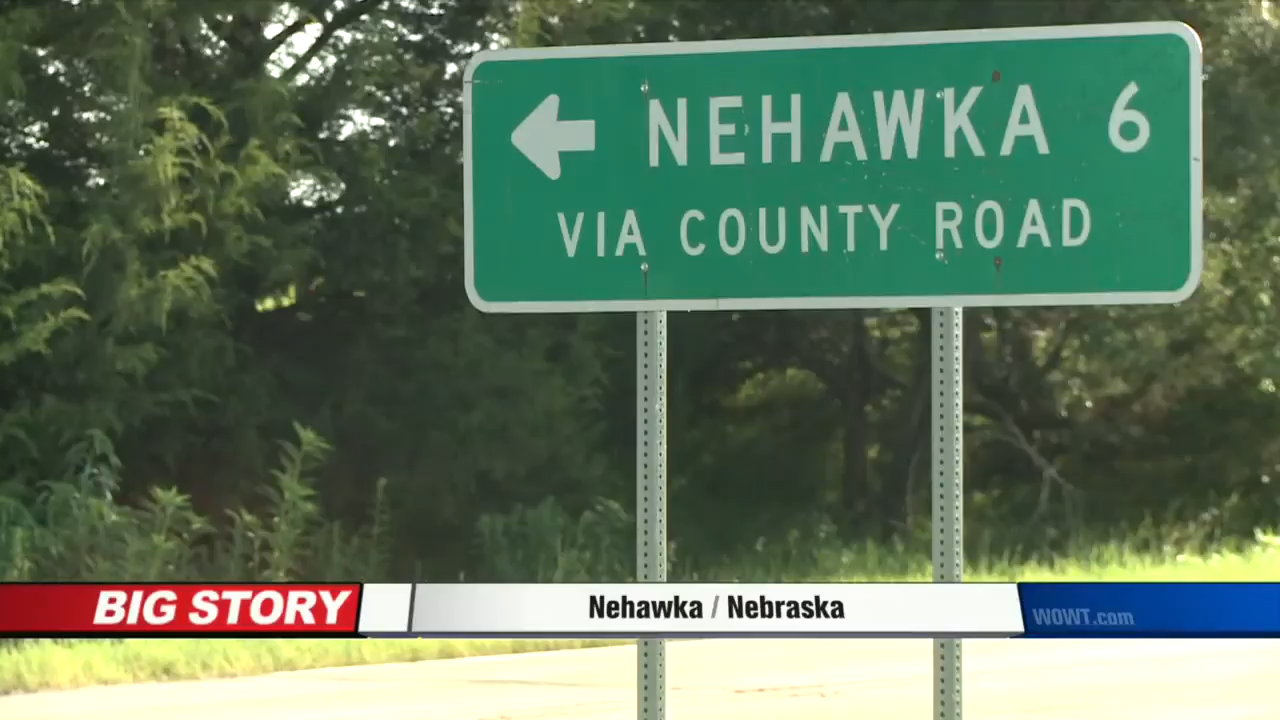 NEHAWKA 6
VIA COUNTY ROAD
BIG STORY
Nehawka / Nebraska
WOWT.com